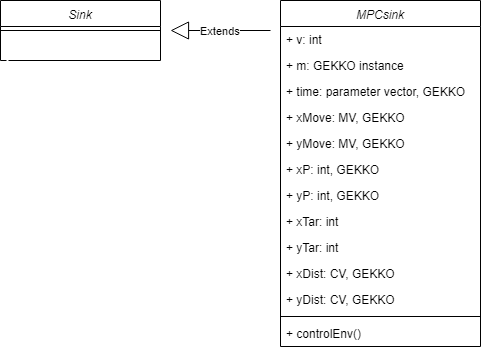 Sink
Extends
MPCsink
+ v: int
+ m: GEKKO instance
+ time: parameter vector, GEKKO
+ xMove: MV, GEKKO
+ yMove: MV, GEKKO
+ xP: int, GEKKO
+ yP: int, GEKKO
+ xTar: int
+ yTar: int
+ xDist: CV, GEKKO
+ yDist: CV, GEKKO
+ controlEnv()